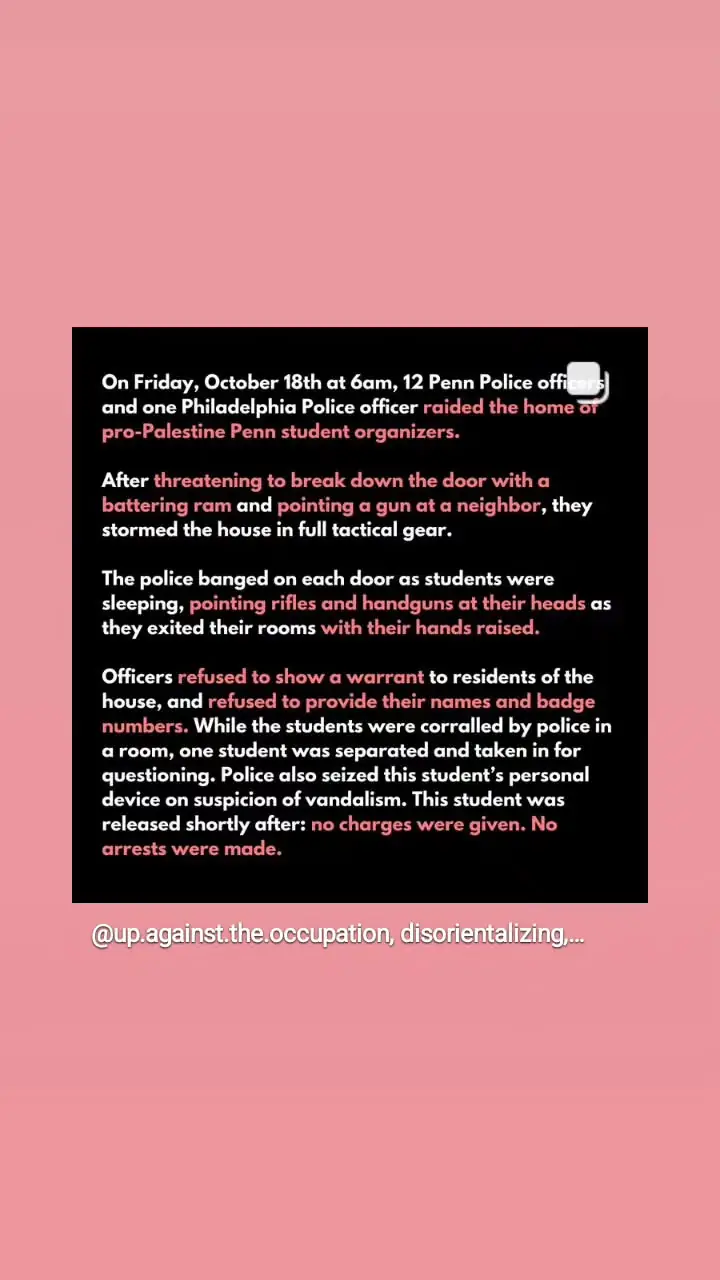 On Friday, October 18th at 6am, 12 Penn Police officers
and one Philadelphia Police officer raided the home of
pro-Palestine Penn student organizers.
After threatening to break down the door with a
battering ram and pointing a gun at a neighbor, they
stormed the house in full tactical gear.
The police banged on each door as students were
sleeping, pointing rifles and handguns at their heads as
they exited their rooms with their hands raised.
Officers refused to show a warrant to residents of the
house, and refused to provide their names and badge
numbers. While the students were corralled by police in
a room, one student was separated and taken in for
questioning. Police also seized this student’s personal
device on suspicion of vandalism. This student was
released shortly after: no charges were given. No
arrests were made.
@up.against.the.occupation, disorientalizing,...